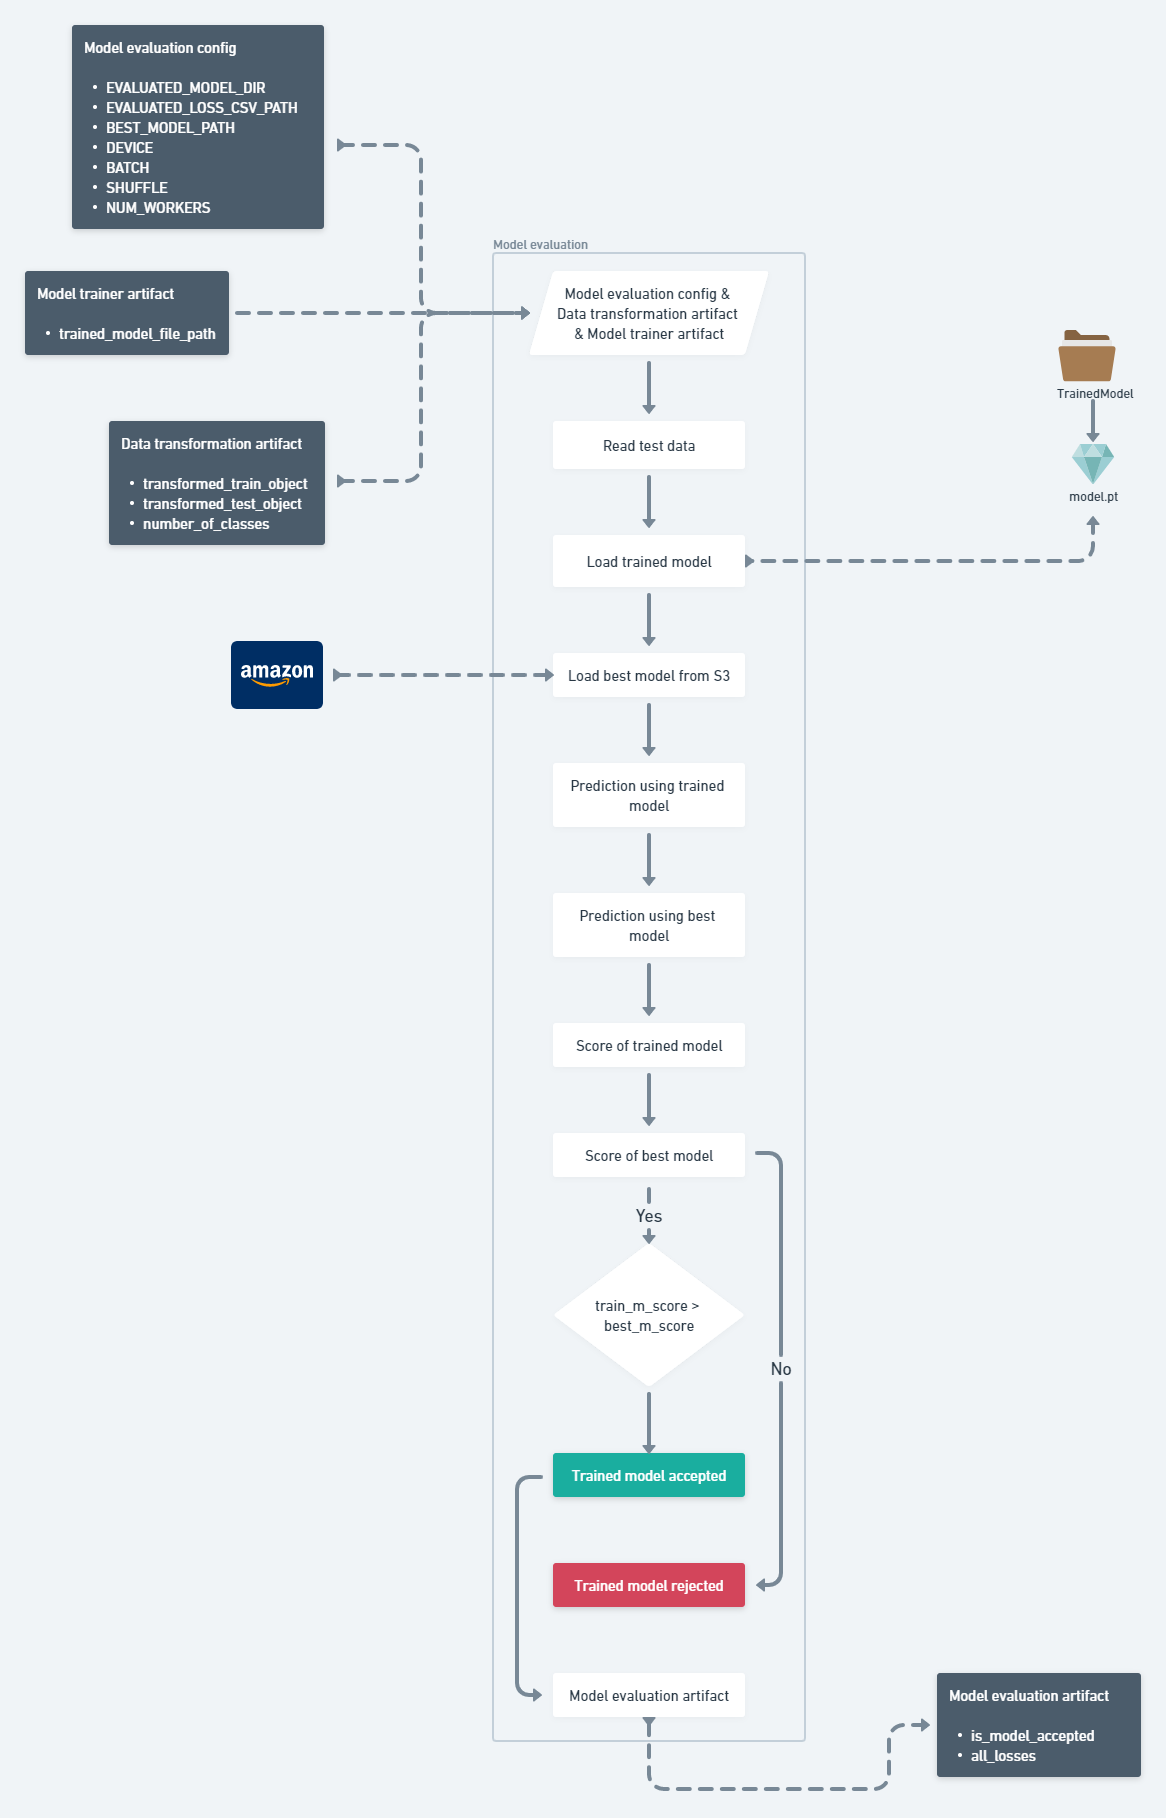 Model evaluation config
• EVALUATED_MODEL_DIR
• EVALUATED_LOSS_CSV_PATH
• BEST_MODEL_PATH
• DEVICE
• BATCH
• SHUFFLE
• NUM_WORKERS
Model trainer artifact
• trained_model_file_path
Data transformation artifact
• transformed_train_object
• transformed_test_object
• number_of_classes
amazon
Model evaluation
Model evaluation config &
Data transformation artifact
& Model trainer artifact
Read test data
Load trained model
Load best model from S3
Prediction using trained
model
Prediction using best
model
Score of trained model
Score of best model
Yes
train_m_score >
best_m_score
No
Trained model accepted
Trained model rejected
Model evaluation artifact
TrainedModel
model.pt
Model evaluation artifact
• is_model_accepted
• all_losses